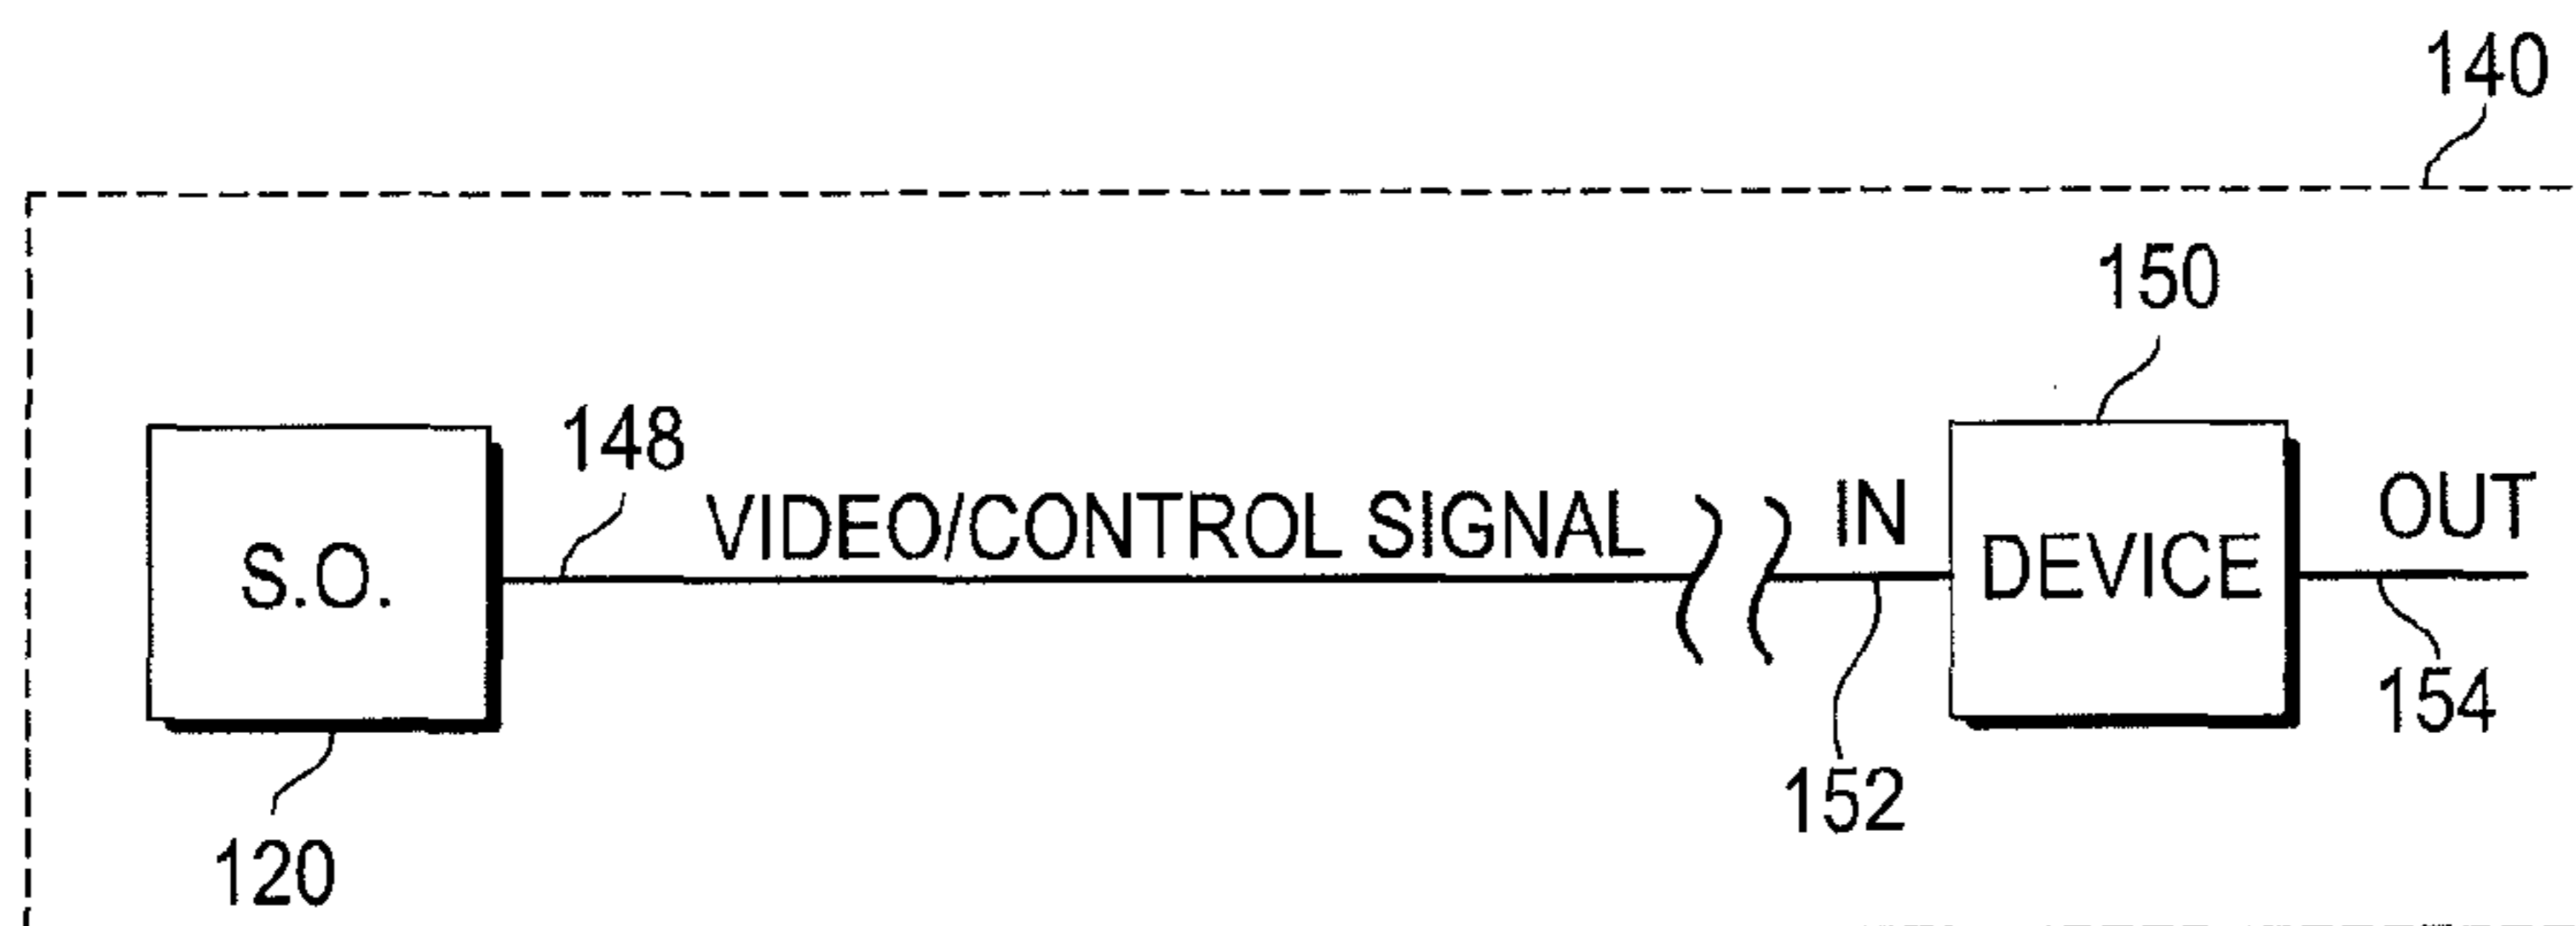 140
150
148
VIDEO/CONTROL SIGNAL
IN
OUT
S.O.
DEVICE
152
154
120